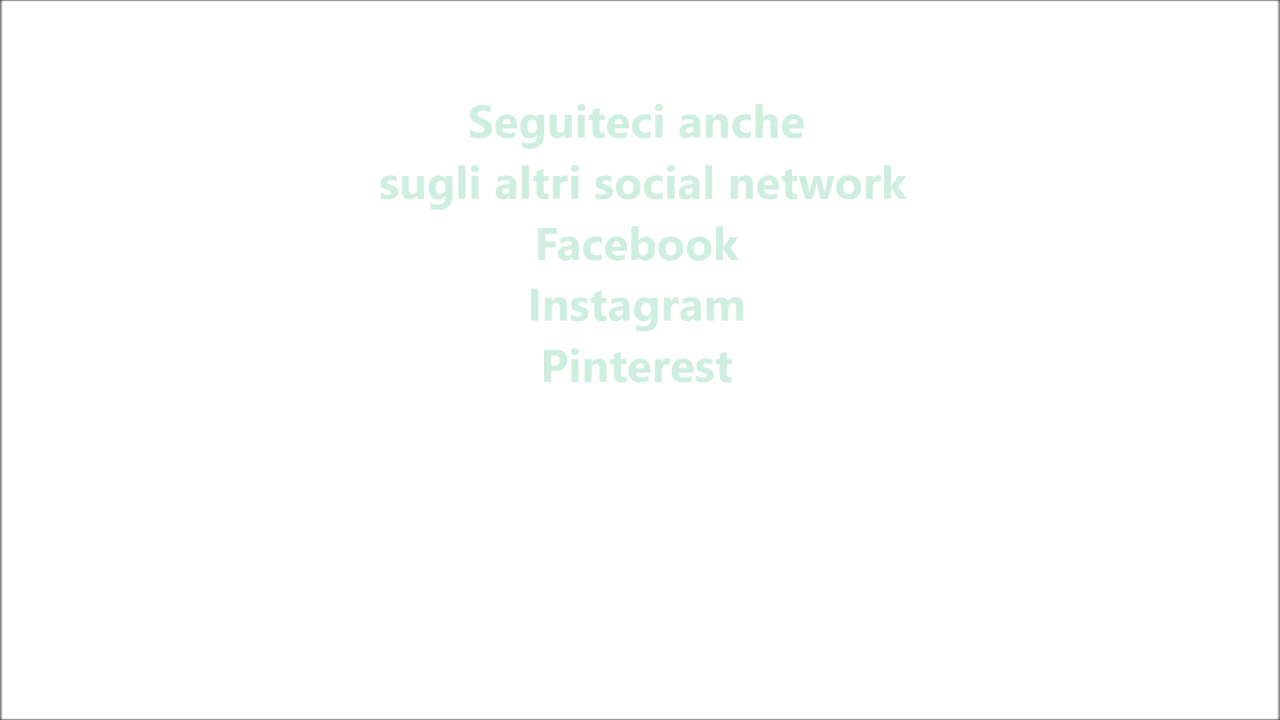 Seguiteci anche
sugli altri social network
Facebook
Instagram
Pinterest